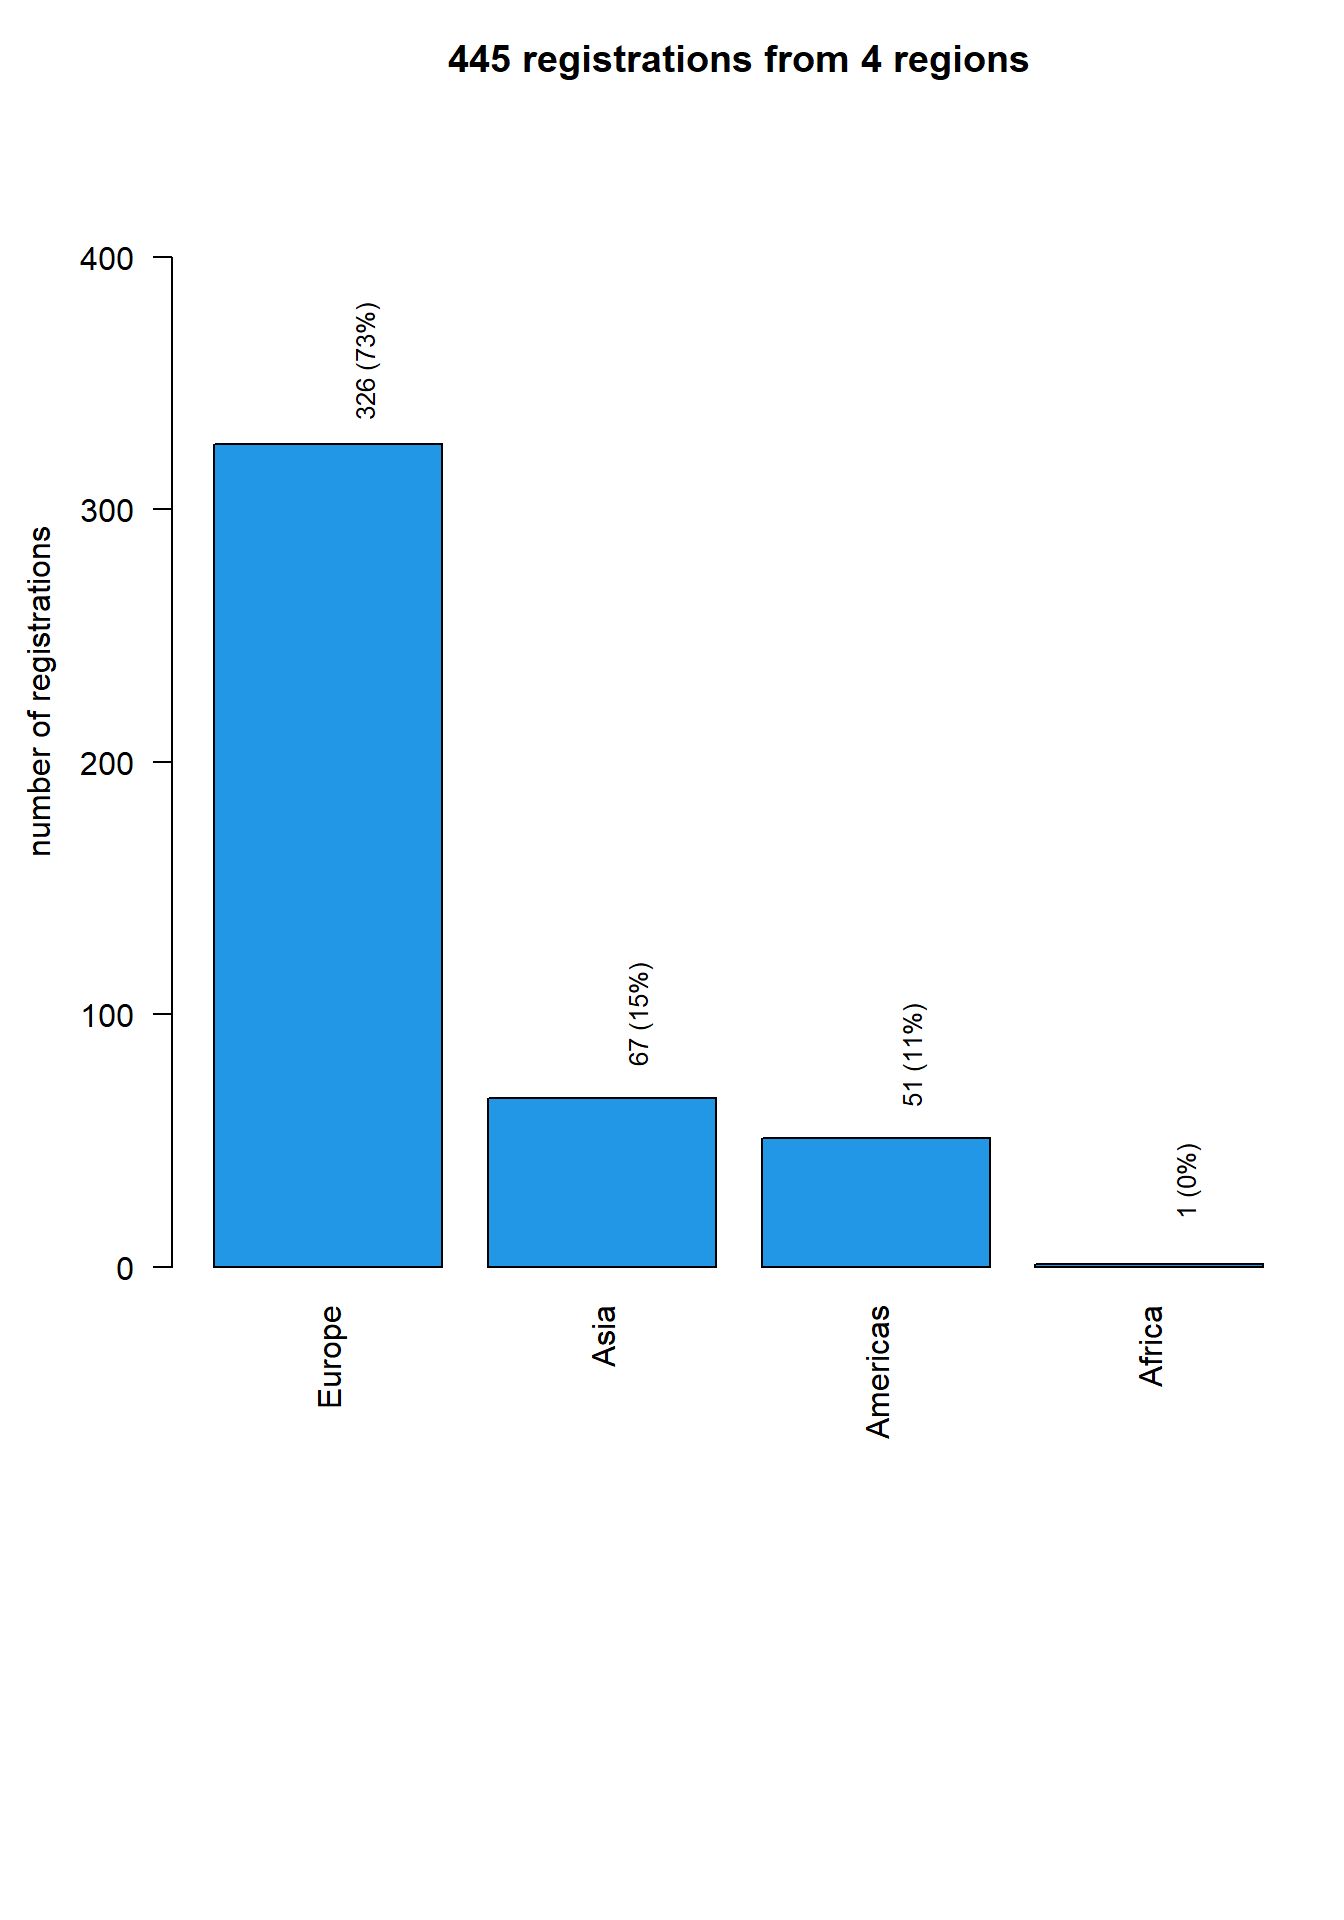 445 registrations from 4 regions
number of registrations
400
300
200
100
0
326 (73%)
67 (15%)
51 (11%)
1 (0%)
Europe
Asia
Americas
Africa